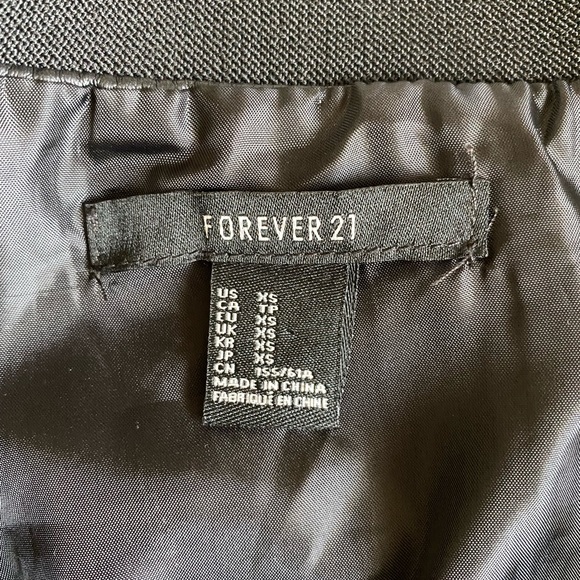 FOREVER 21
US XS
CA TP
EU XS
UK XS
KR XS
JP XS
CN 155/61A
MADE IN CHINA
FABRIQUE EN CHINE